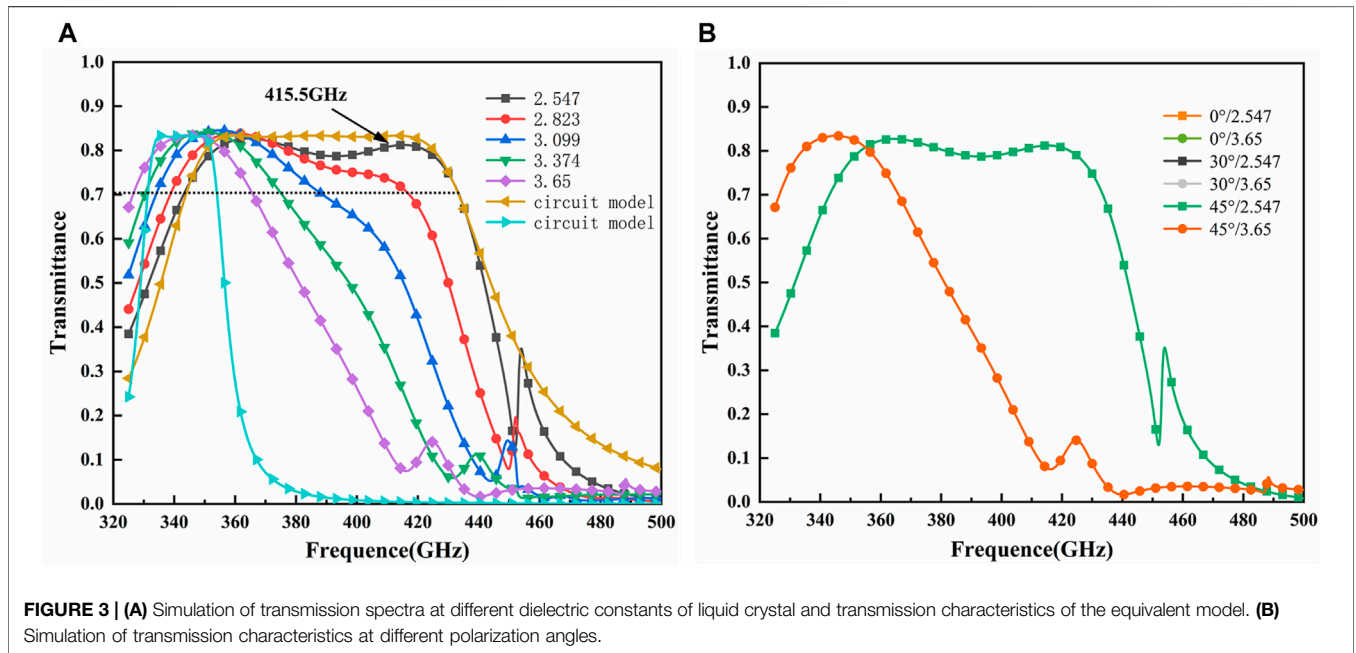 A
1.0
0.9
0.8
0.7
0.6
0.5
0.4
0.3
0.2
0.1
0.0
Transmittance
320 340 360 380 400 420 440 460 480 500
Frequence(GHz)
415.5GHz
2.547
2.823
3.099
3.374
3.65
circuit model
circuit model
B
1.0
0.9
0.8
0.7
0.6
0.5
0.4
0.3
0.2
0.1
0.0
Transmittance
320 340 360 380 400 420 440 460 480 500
Frequence(GHz)
0°/2.547
0°/3.65
30°/2.547
30°/3.65
45°/2.547
45°/3.65
FIGURE 3 | (A) Simulation of transmission spectra at different dielectric constants of liquid crystal and transmission characteristics of the equivalent model. (B)
Simulation of transmission characteristics at different polarization angles.